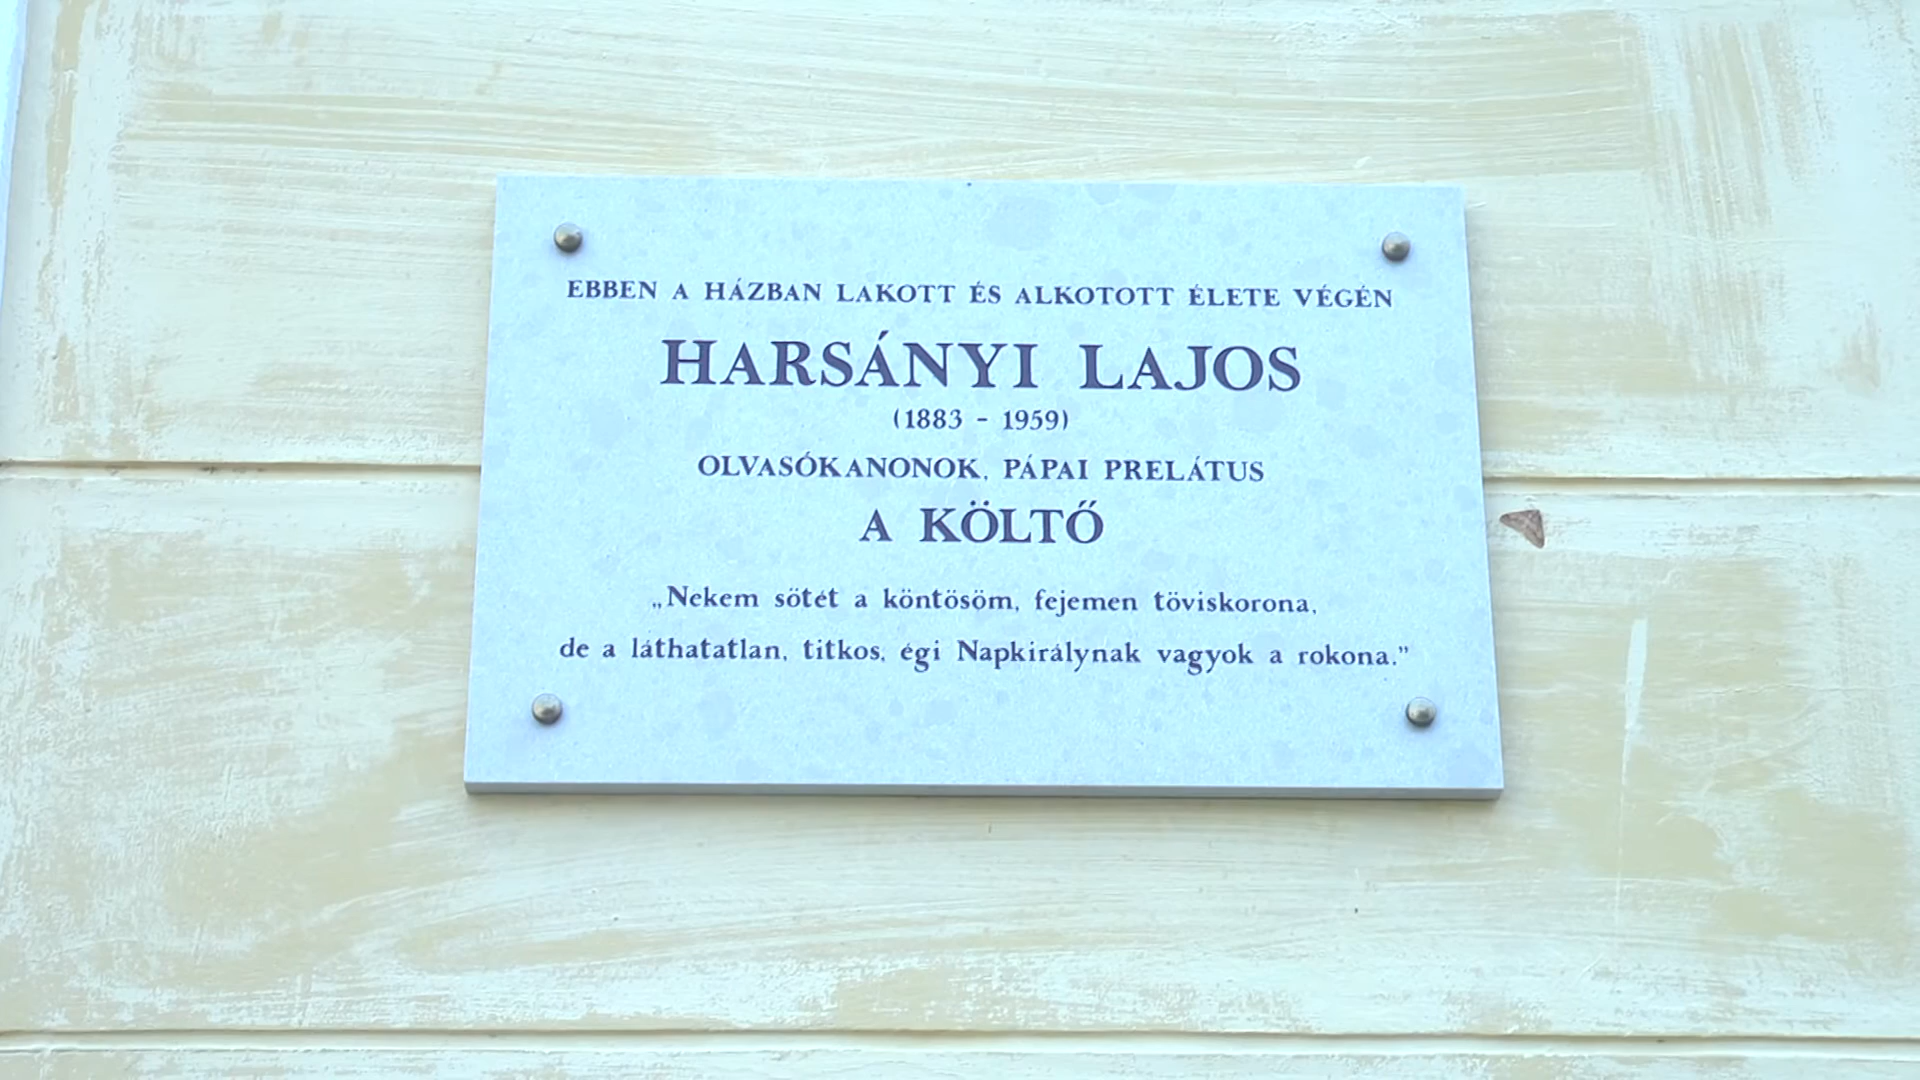 EBBEN A HÁZBAN LAKOTT ÉS ALKOTOTT ÉLETE VÉGÉN
HARSÁNYI LAJOS
(1883 - 1959)
OLVASÓKANONOK, PÁPAI PRELÁTUS
A KÖLTŐ
„Nekem sötét a köntösöm, fejemen töviskorona,
de a láthatatlan, titkos, égi Napkirálynak vagyok a rokona.”